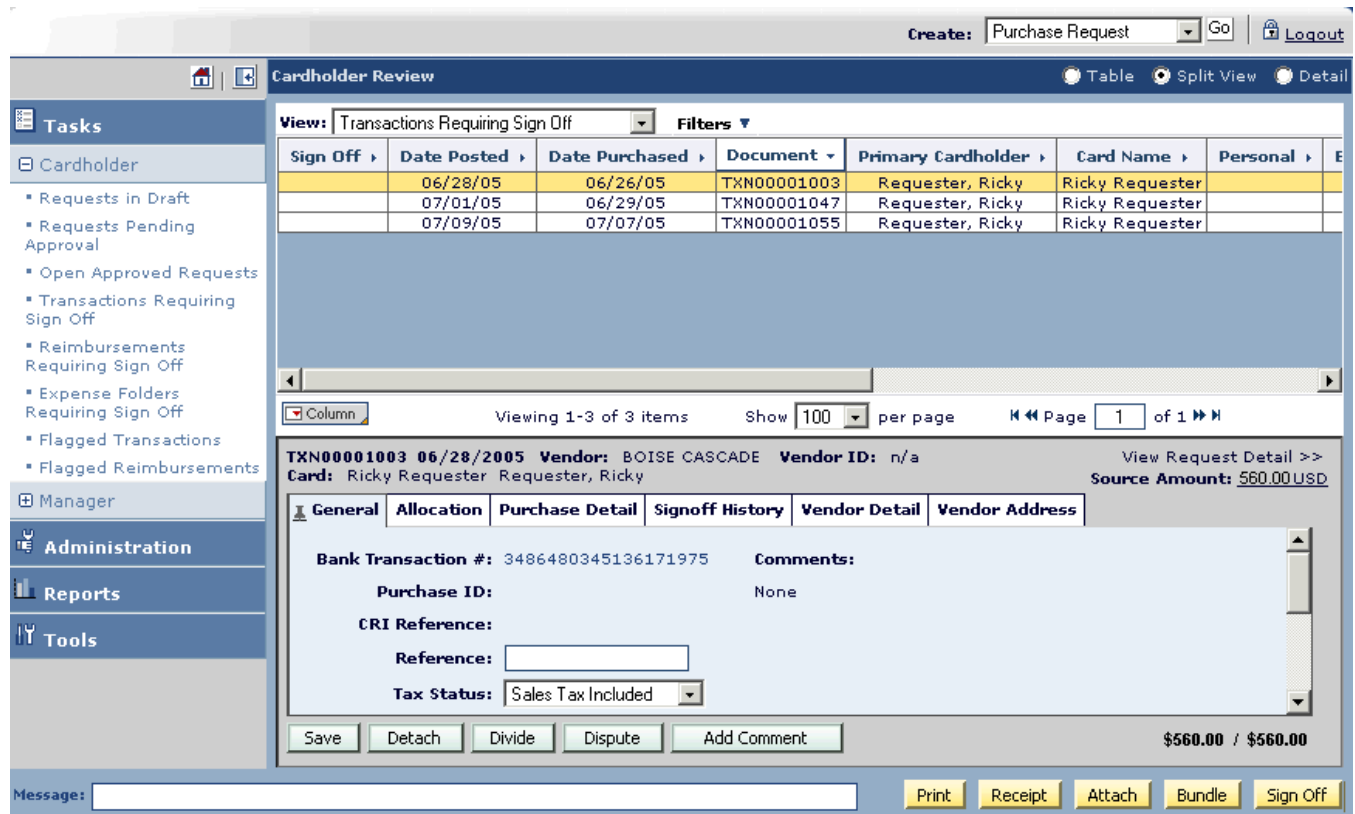 Create: Purchase Request Go Logout
Cardholder Review Table Split View Detail
Tasks
Cardholder
Requests in Draft
Requests Pending
Approval
Open Approved Requests
Transactions Requiring
Sign Off
Reimbursements
Requiring Sign Off
Expense Folders
Requiring Sign Off
Flagged Transactions
Flagged Reimbursements
Manager
Administration
Reports
Tools
View: Transactions Requiring Sign Off Filters
Sign Off Date Posted Date Purchased Document Primary Cardholder Card Name Personal E
06/28/05 06/26/05 TXN00001003 Requester, Ricky Ricky Requester
07/01/05 06/29/05 TXN00001047 Requester, Ricky Ricky Requester
07/09/05 07/07/05 TXN00001055 Requester, Ricky Ricky Requester
Column Viewing 1-3 of 3 items Show 100 per page Page 1 of 1
TXN00001003 06/28/2005 Vendor: BOISE CASCADE Vendor ID: n/a View Request Detail >>
Card: Ricky Requester Requester, Ricky Source Amount: 560.00 USD
General Allocation Purchase Detail Signoff History Vendor Detail Vendor Address
Bank Transaction #: 3486480345136171975 Comments:
Purchase ID: None
CRI Reference:
Reference:
Tax Status: Sales Tax Included
Save Detach Divide Dispute Add Comment $560.00 / $560.00
Message: Print Receipt Attach Bundle Sign Off